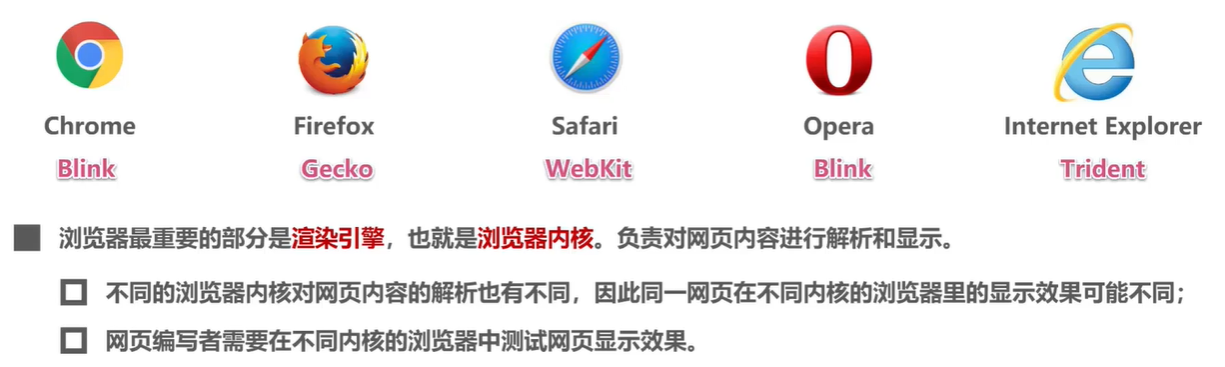 Chrome Firefox Safari Opera Internet Explorer
Blink Gecko WebKit Blink Trident
浏览器最重要的部分是渲染引擎，也就是浏览器内核。负责对网页内容进行解析和显示。
不同的浏览器内核对网页内容的解析也有不同，因此同一网页在不同内核的浏览器里的显示效果可能不同；
网页编写者需要在不同内核的浏览器中测试网页显示效果。